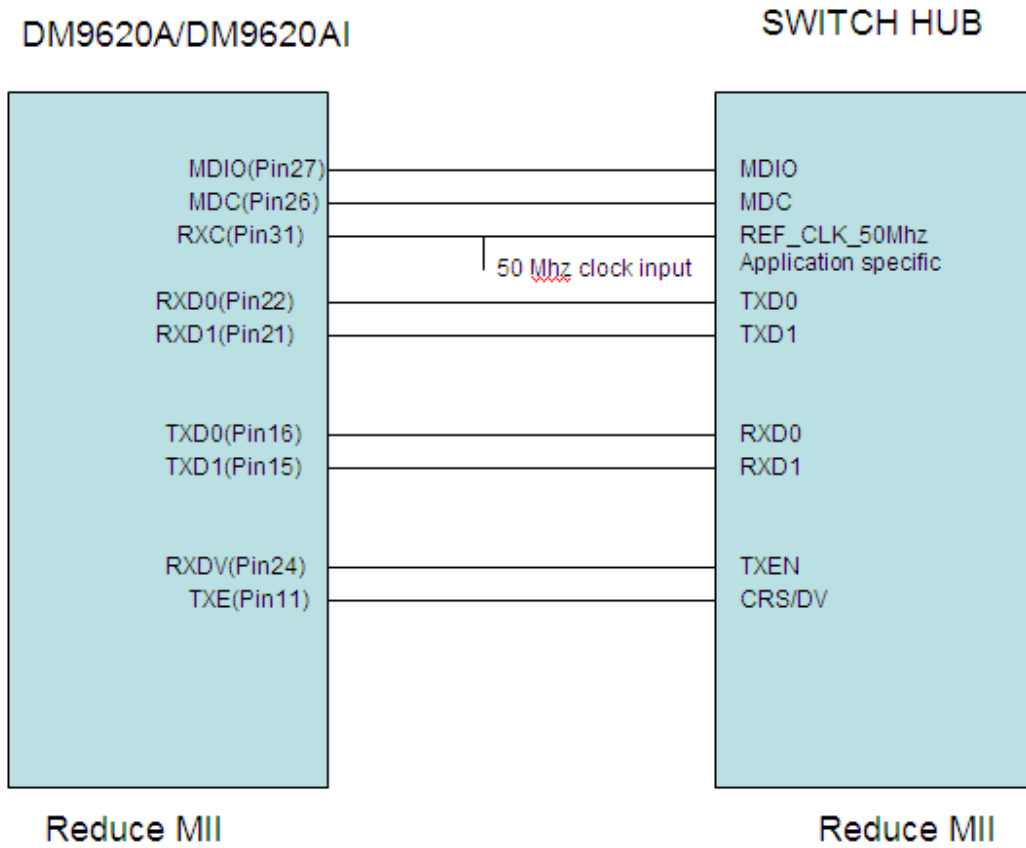 DM9620A/DM9620AI
SWITCH HUB
MDIO(Pin27)
MDIO
MDC(Pin26)
MDC
RXC(Pin31)
REF_CLK_50Mhz
50 Mhz clock input
Application specific
RXD0(Pin22)
TXD0
RXD1(Pin21)
TXD1
TXD0(Pin16)
RXD0
TXD1(Pin15)
RXD1
RXDV(Pin24)
TXEN
TXE(Pin11)
CRS/DV
Reduce MII
Reduce MII